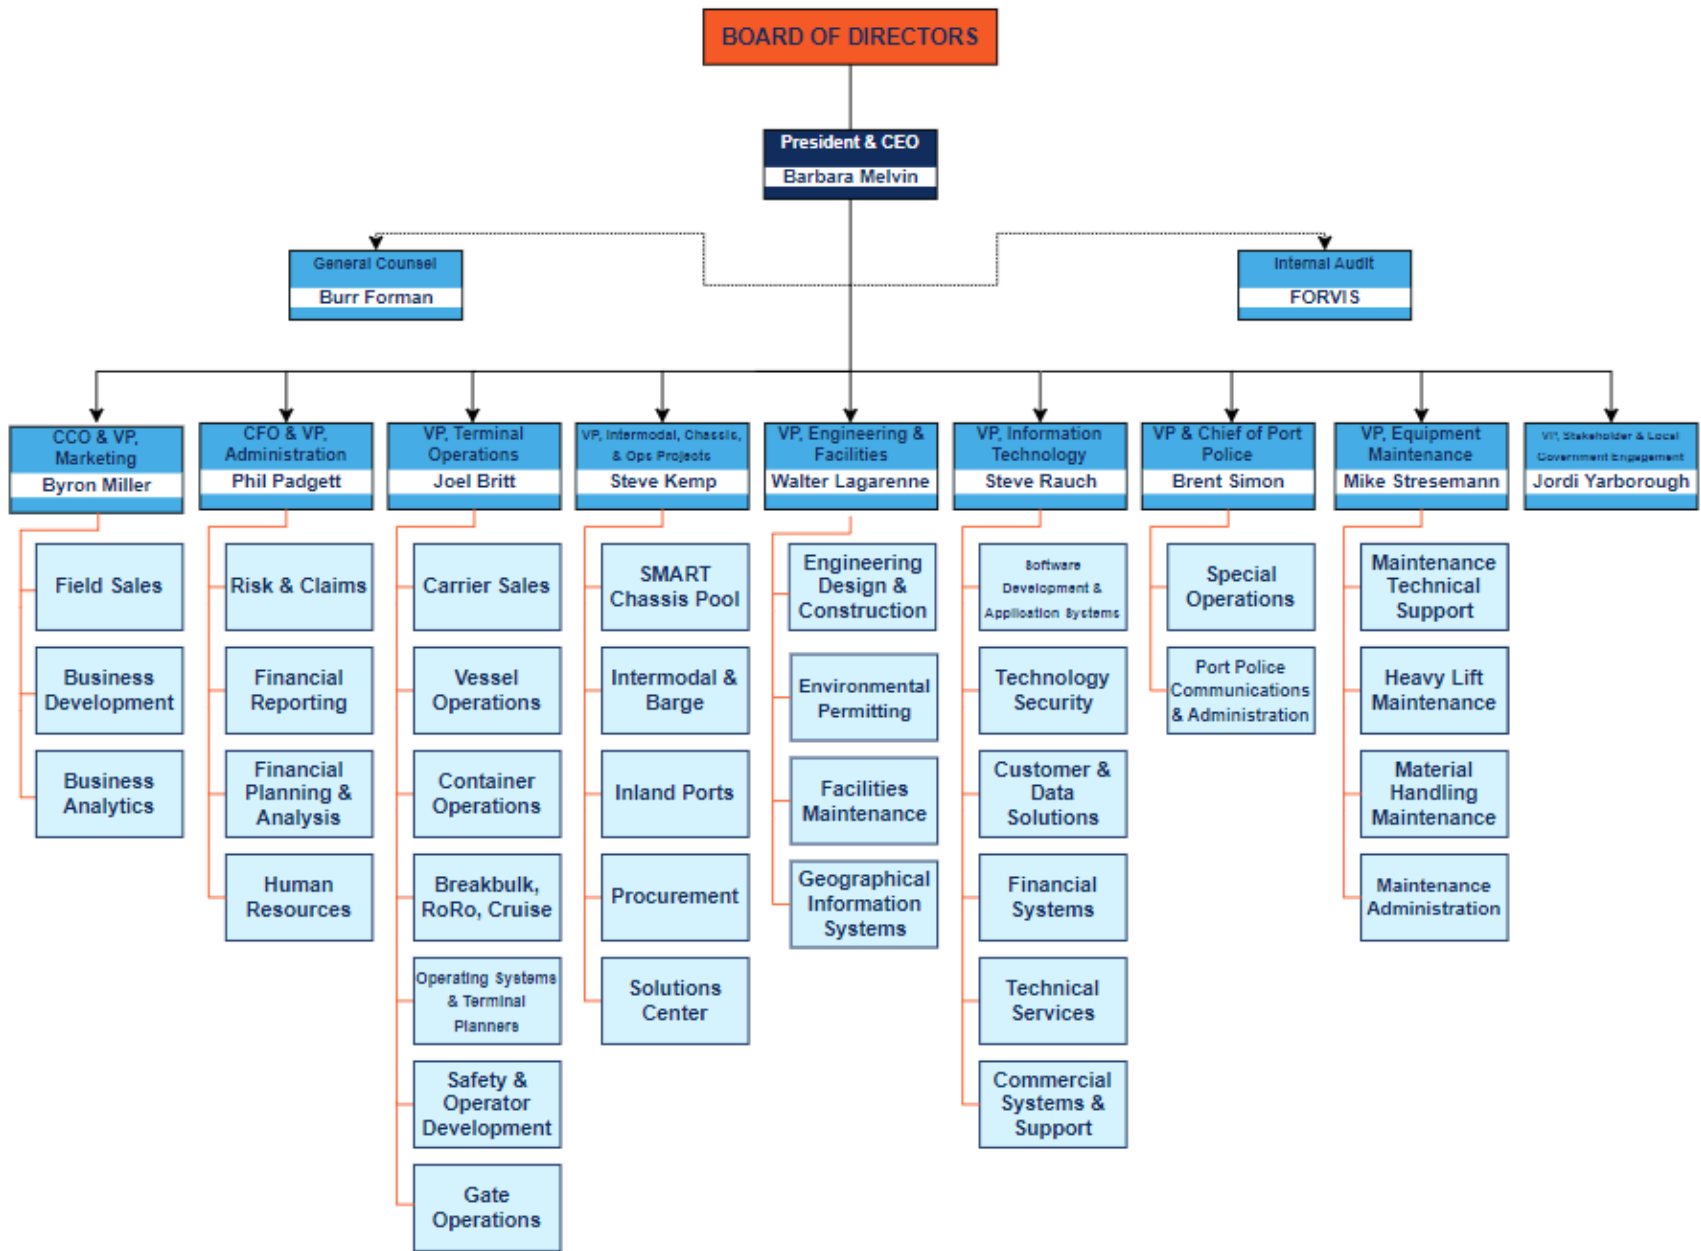 BOARD OF DIRECTORS
President & CEO
Barbara Melvin
General Counsel
Burr Forman
Internal Audit
FORVIS
CCO & VP,
Marketing
Byron Miller
Field Sales
Business
Development
Business
Analytics
CFO & VP,
Administration
Phil Padgett
Risk & Claims
Financial
Reporting
Financial
Planning &
Analysis
Human
Resources
VP, Terminal
Operations
Joel Britt
Carrier Sales
Vessel
Operations
Container
Operations
Breakbulk,
RoRo, Cruise
Operating Systems
& Terminal
Planners
Safety &
Operator
Development
Gate
Operations
VP, Intermodal, Chassis,
& Ops Projects
Steve Kemp
SMART
Chassis Pool
Intermodal &
Barge
Inland Ports
Procurement
Solutions
Center
VP, Engineering &
Facilities
Walter Lagarenne
Engineering
Design &
Construction
Environmental
Permitting
Facilities
Maintenance
Geographical
Information
Systems
VP, Information
Technology
Steve Rauch
Software
Development &
Application Systems
Technology
Security
Customer &
Data
Solutions
Financial
Systems
Technical
Services
Commercial
Systems &
Support
VP & Chief of Port
Police
Brent Simon
Special
Operations
Port Police
Communications
& Administration
VP, Equipment
Maintenance
Mike Stresemann
Maintenance
Technical
Support
Heavy Lift
Maintenance
Material
Handling
Maintenance
Maintenance
Administration
VP, Stakeholder & Local
Government Engagement
Jordi Yarborough